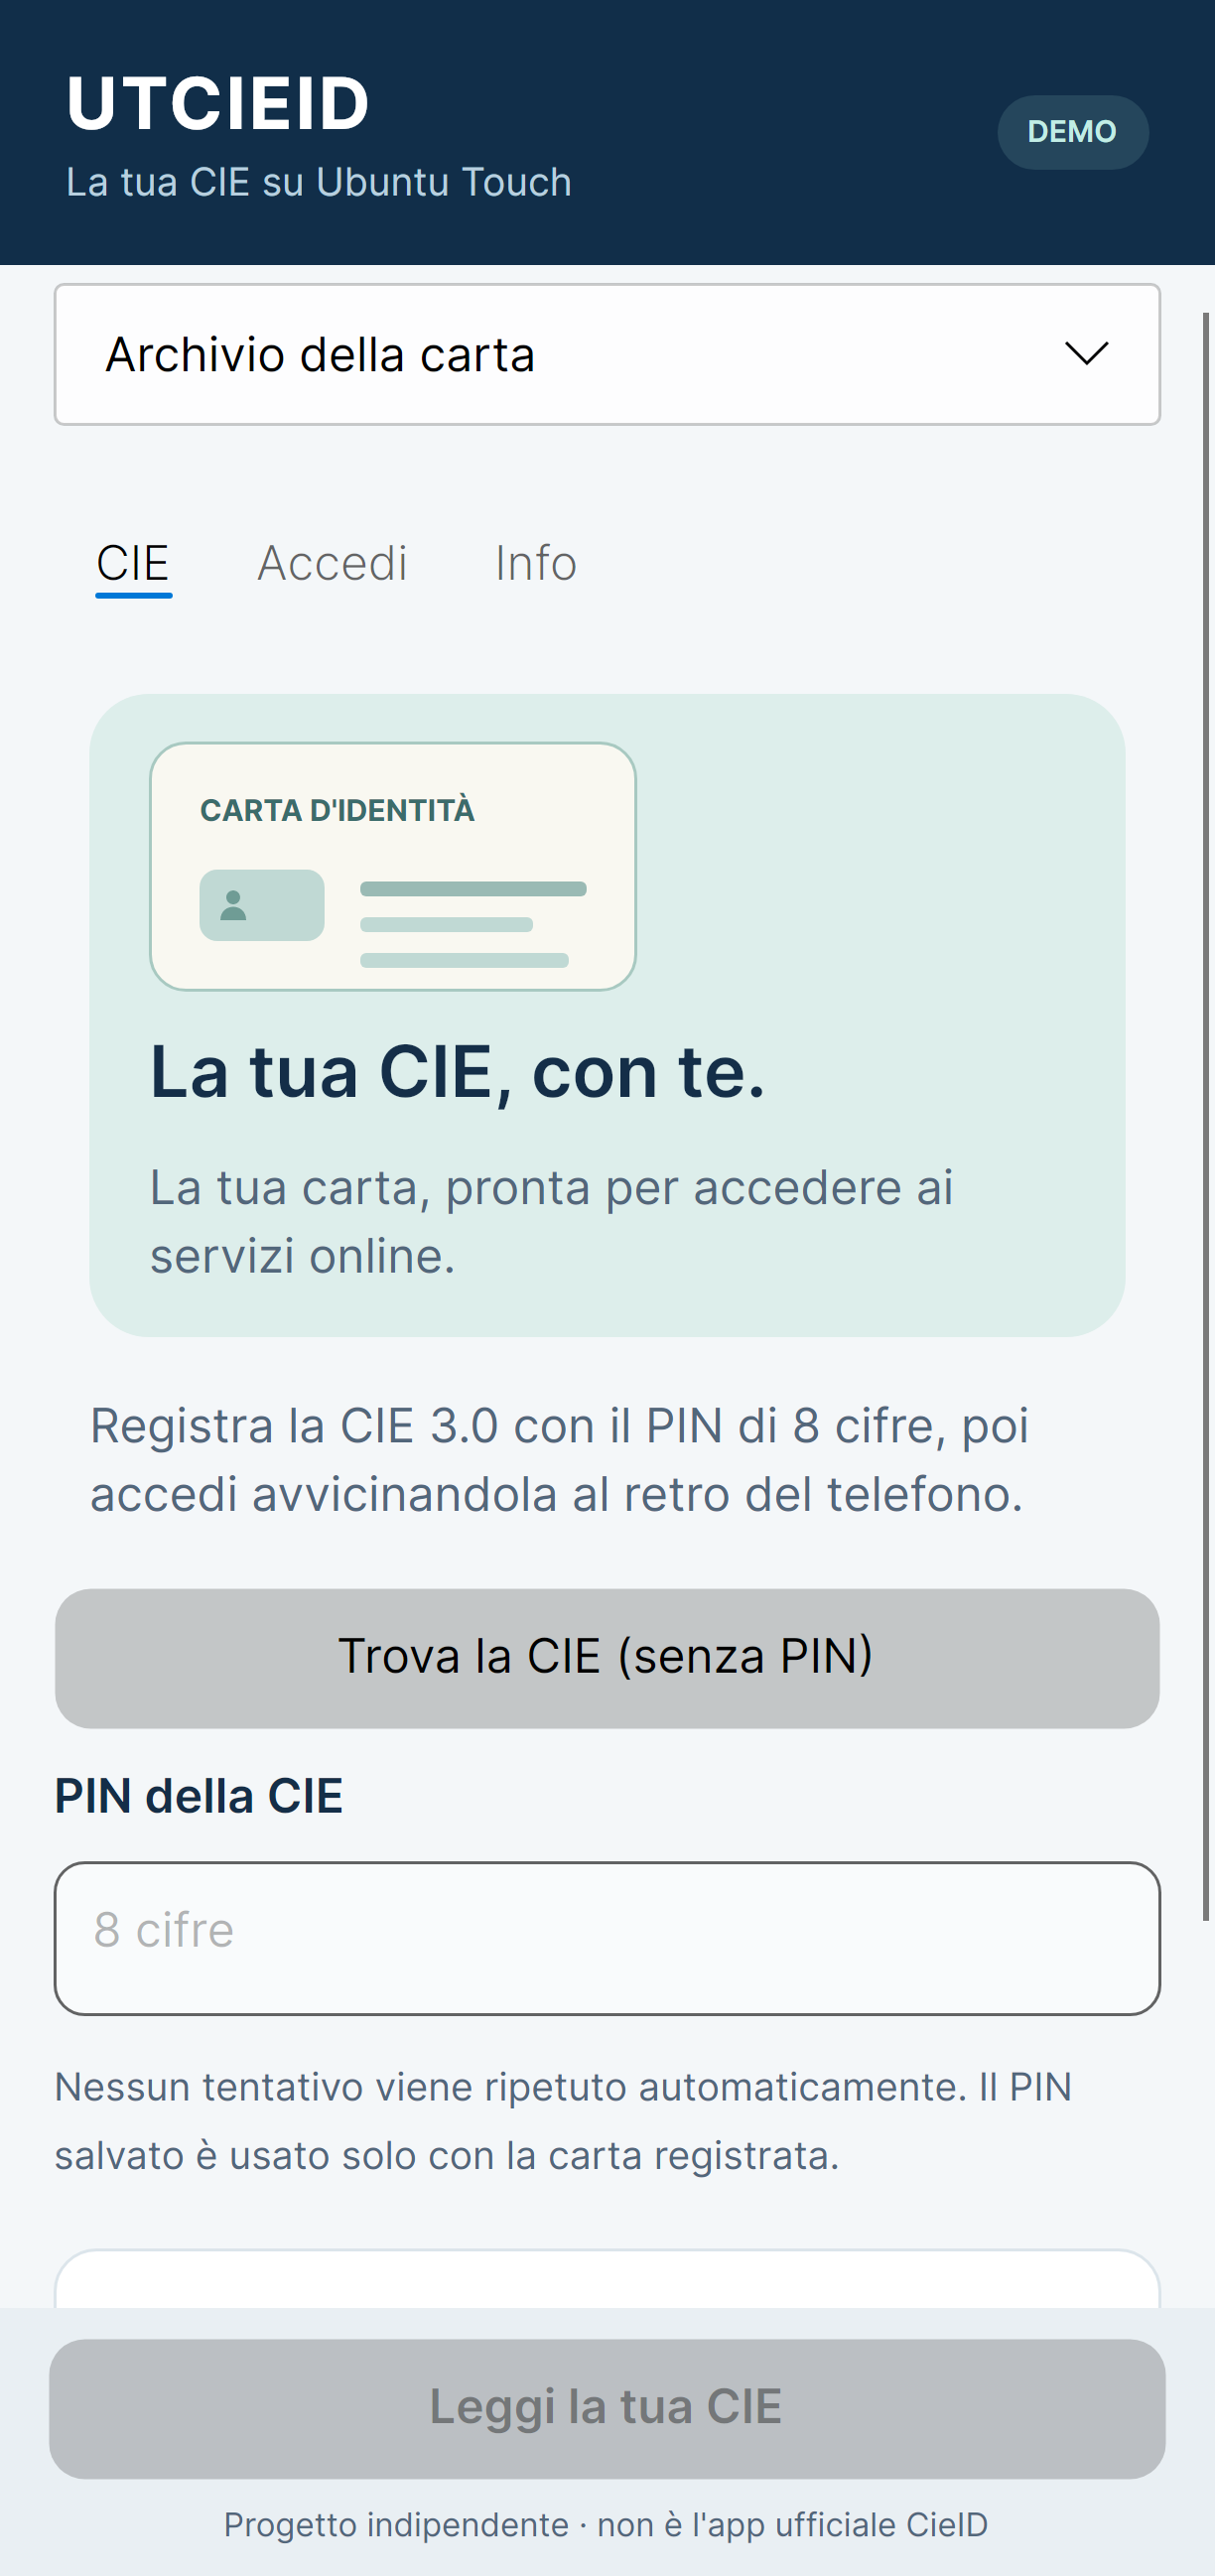 UTCIEID
La tua CIE su Ubuntu Touch
DEMO
Archivio della carta
CIE
Accedi
Info
CARTA D'IDENTITÀ
La tua CIE, con te.
La tua carta, pronta per accedere ai
servizi online.
Registra la CIE 3.0 con il PIN di 8 cifre, poi
accedi avvicinandola al retro del telefono.
Trova la CIE (senza PIN)
PIN della CIE
8 cifre
Nessun tentativo viene ripetuto automaticamente. Il PIN
salvato è usato solo con la carta registrata.
Leggi la tua CIE
Progetto indipendente · non è l'app ufficiale CieID